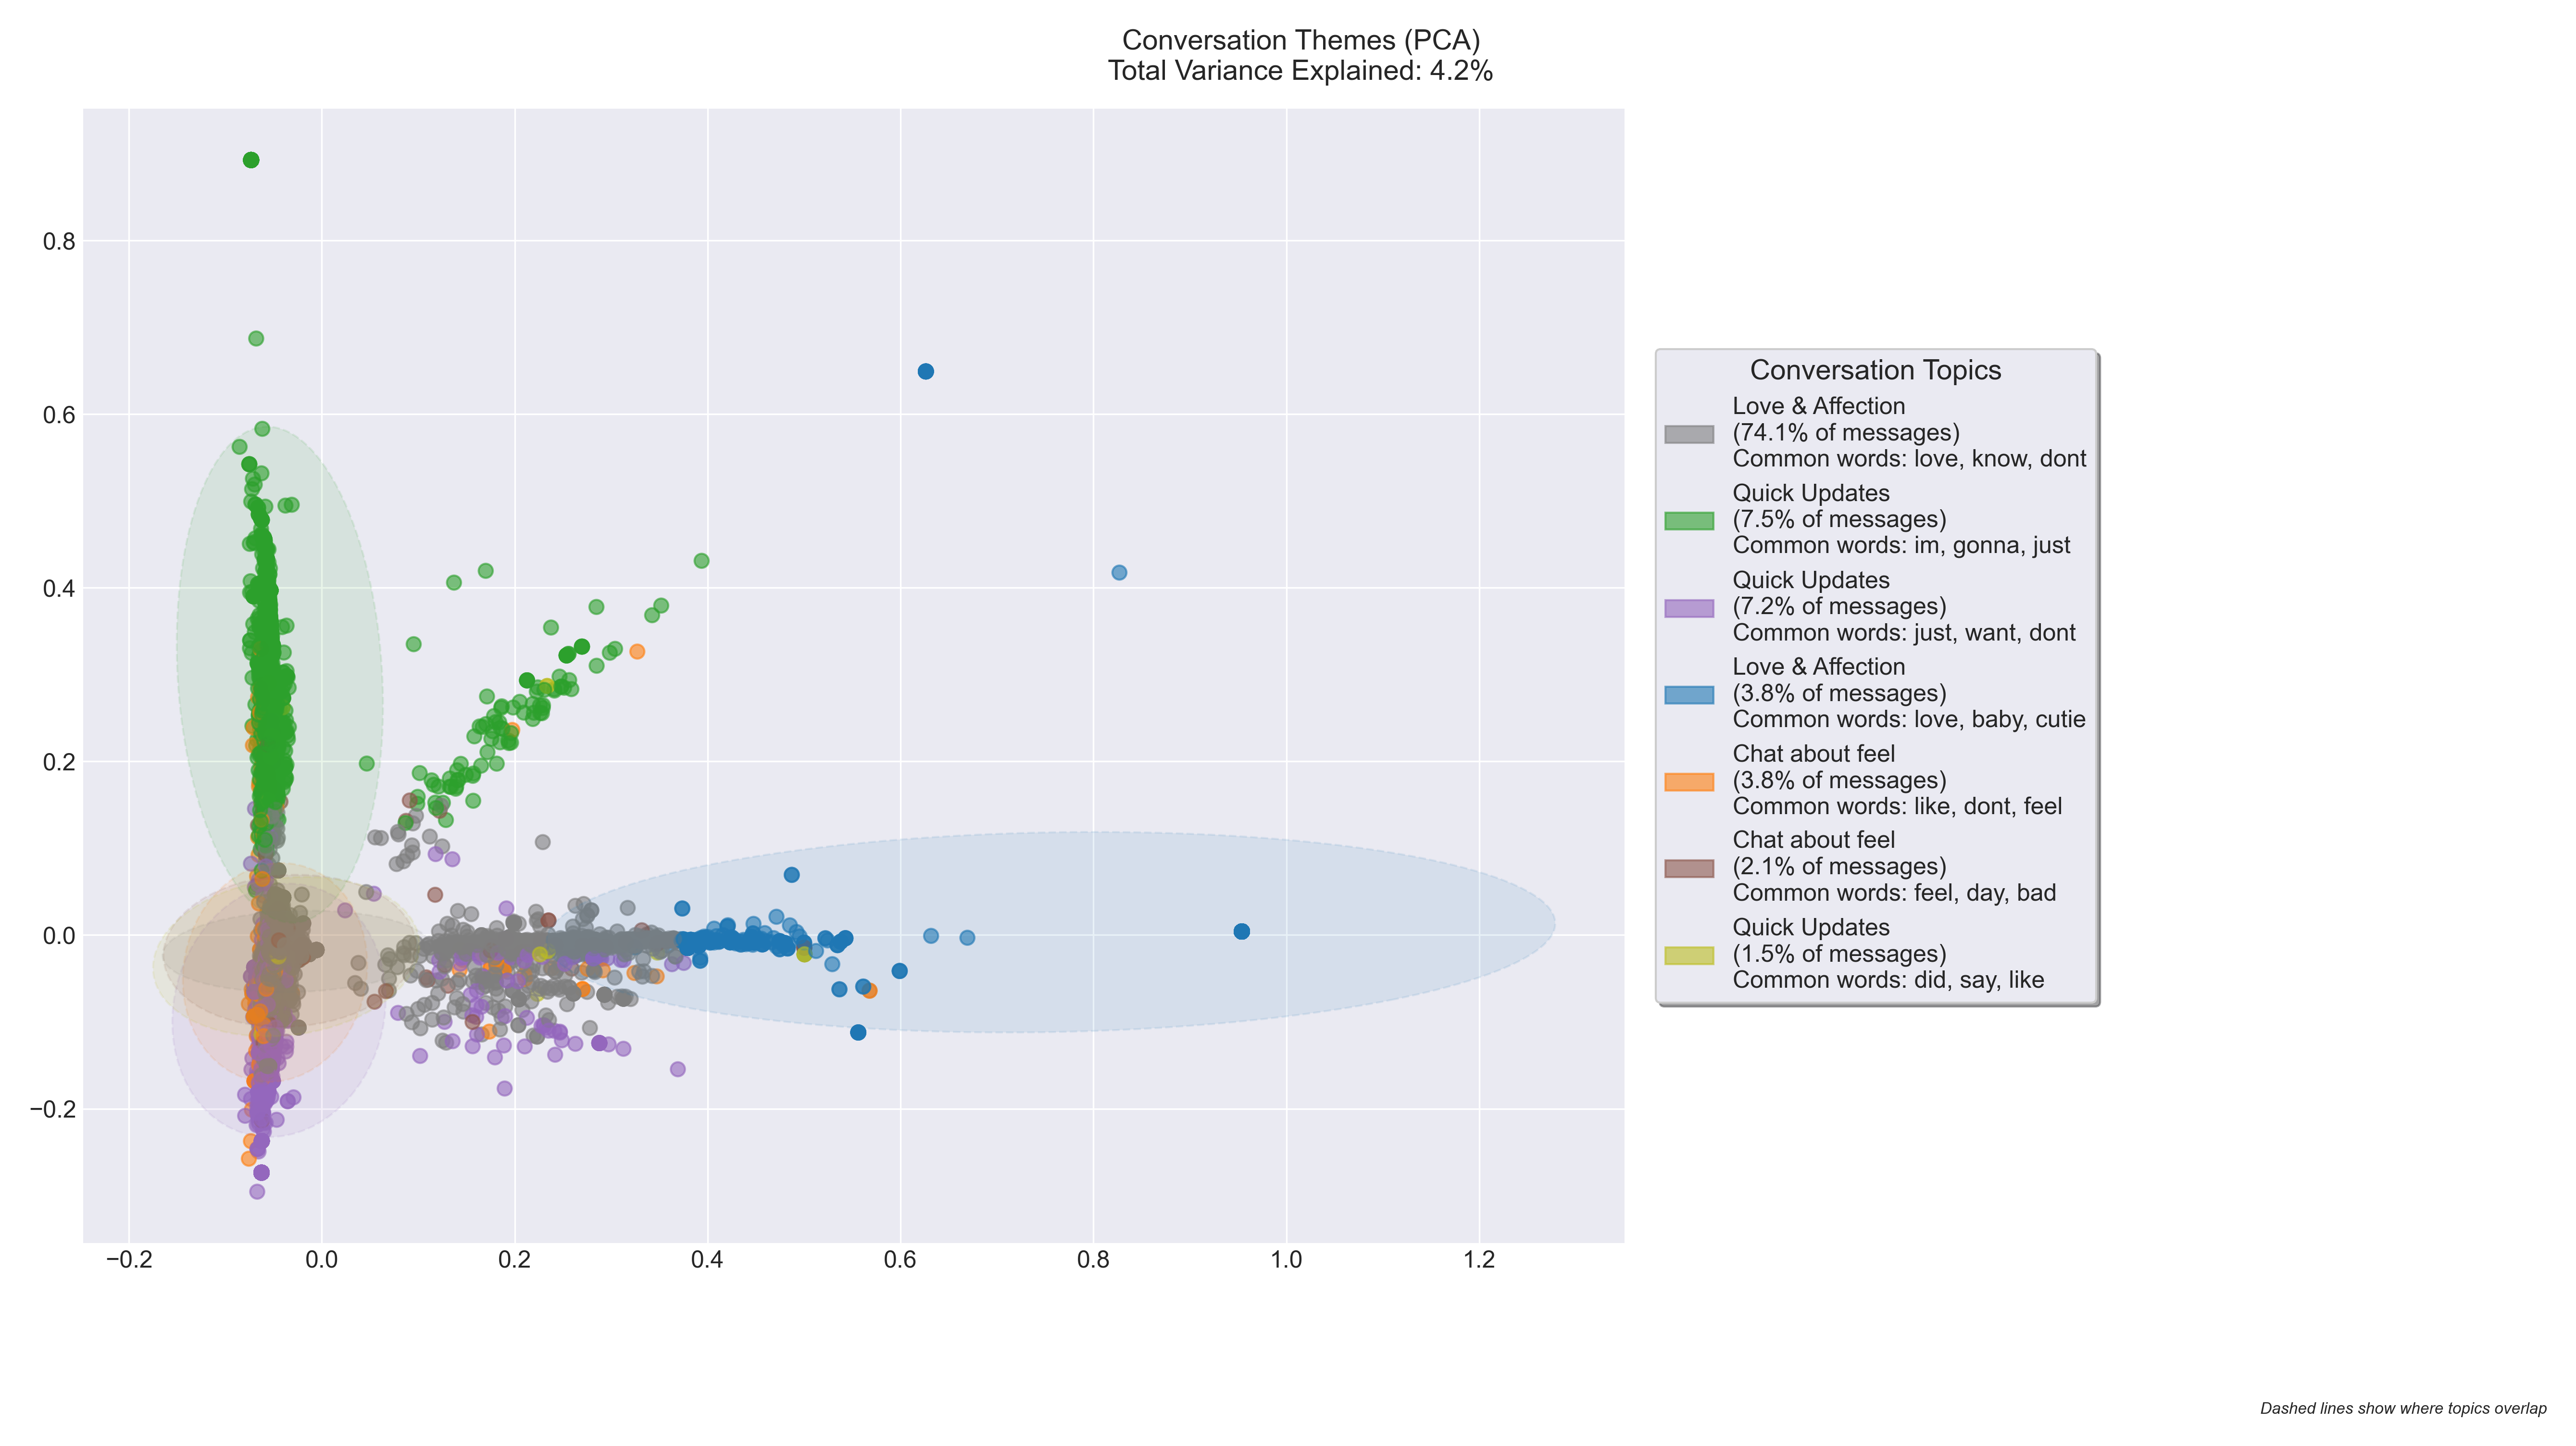 Conversation Themes (PCA)
Total Variance Explained: 4.2%
0.8
0.6
0.4
0.2
0.0
−0.2
−0.2
0.0
0.2
0.4
0.6
0.8
1.0
1.2
Conversation Topics
Love & Affection
(74.1% of messages)
Common words: love, know, dont
Quick Updates
(7.5% of messages)
Common words: im, gonna, just
Quick Updates
(7.2% of messages)
Common words: just, want, dont
Love & Affection
(3.8% of messages)
Common words: love, baby, cutie
Chat about feel
(3.8% of messages)
Common words: like, dont, feel
Chat about feel
(2.1% of messages)
Common words: feel, day, bad
Quick Updates
(1.5% of messages)
Common words: did, say, like
Dashed lines show where topics overlap